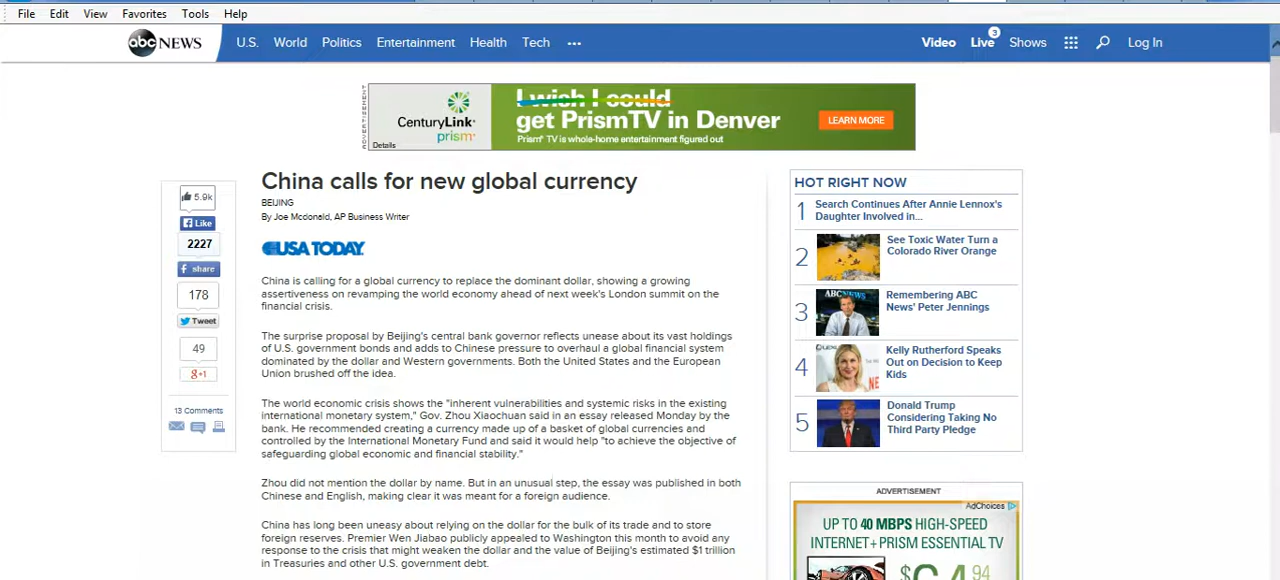 File Edit View Favorites Tools Help
abc NEWS U.S. World Politics Entertainment Health Tech ••• Video Live 3 Shows Log In
ADVERTISEMENT
CenturyLink®
prism™
Details
I wish I could
get PrismTV in Denver
Prism® TV is whole-home entertainment figured out
LEARN MORE
5.9k
Like
2227
share
178
Tweet
49
g+1
13 Comments
China calls for new global currency
BEIJING
By Joe Mcdonald, AP Business Writer
USA TODAY
China is calling for a global currency to replace the dominant dollar, showing a growing
assertiveness on revamping the world economy ahead of next week's London summit on the
financial crisis.
The surprise proposal by Beijing's central bank governor reflects unease about its vast holdings
of U.S. government bonds and adds to Chinese pressure to overhaul a global financial system
dominated by the dollar and Western governments. Both the United States and the European
Union brushed off the idea.
The world economic crisis shows the "inherent vulnerabilities and systemic risks in the existing
international monetary system," Gov. Zhou Xiaochuan said in an essay released Monday by the
bank. He recommended creating a currency made up of a basket of global currencies and
controlled by the International Monetary Fund and said it would help "to achieve the objective of
safeguarding global economic and financial stability."
Zhou did not mention the dollar by name. But in an unusual step, the essay was published in both
Chinese and English, making clear it was meant for a foreign audience.
China has long been uneasy about relying on the dollar for the bulk of its trade and to store
foreign reserves. Premier Wen Jiabao publicly appealed to Washington this month to avoid any
response to the crisis that might weaken the dollar and the value of Beijing's estimated $1 trillion
in Treasuries and other U.S. government debt.
HOT RIGHT NOW
1 Search Continues After Annie Lennox's
Daughter Involved in...
2 See Toxic Water Turn a
Colorado River Orange
3 Remembering ABC
News' Peter Jennings
ABCNEWS
4 Kelly Rutherford Speaks
Out on Decision to Keep
Kids
5 Donald Trump
Considering Taking No
Third Party Pledge
ADVERTISEMENT
AdChoices
UP TO 40 MBPS HIGH-SPEED
INTERNET + PRISM ESSENTIAL TV